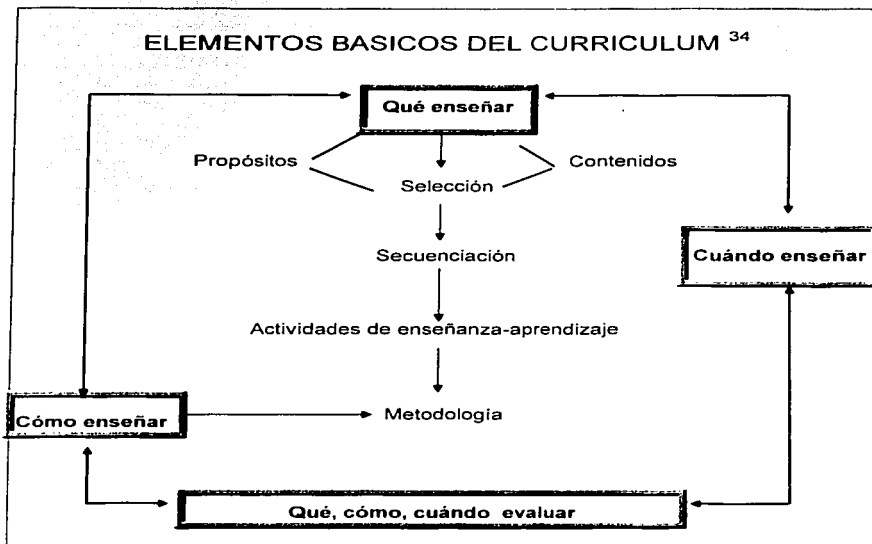 ELEMENTOS BASICOS DEL CURRICULUM 34
Qué enseñar
Propósitos
Contenidos
Selección
Secuenciación
Cuándo enseñar
Actividades de enseñanza-aprendizaje
Cómo enseñar
Metodología
Qué, cómo, cuándo evaluar